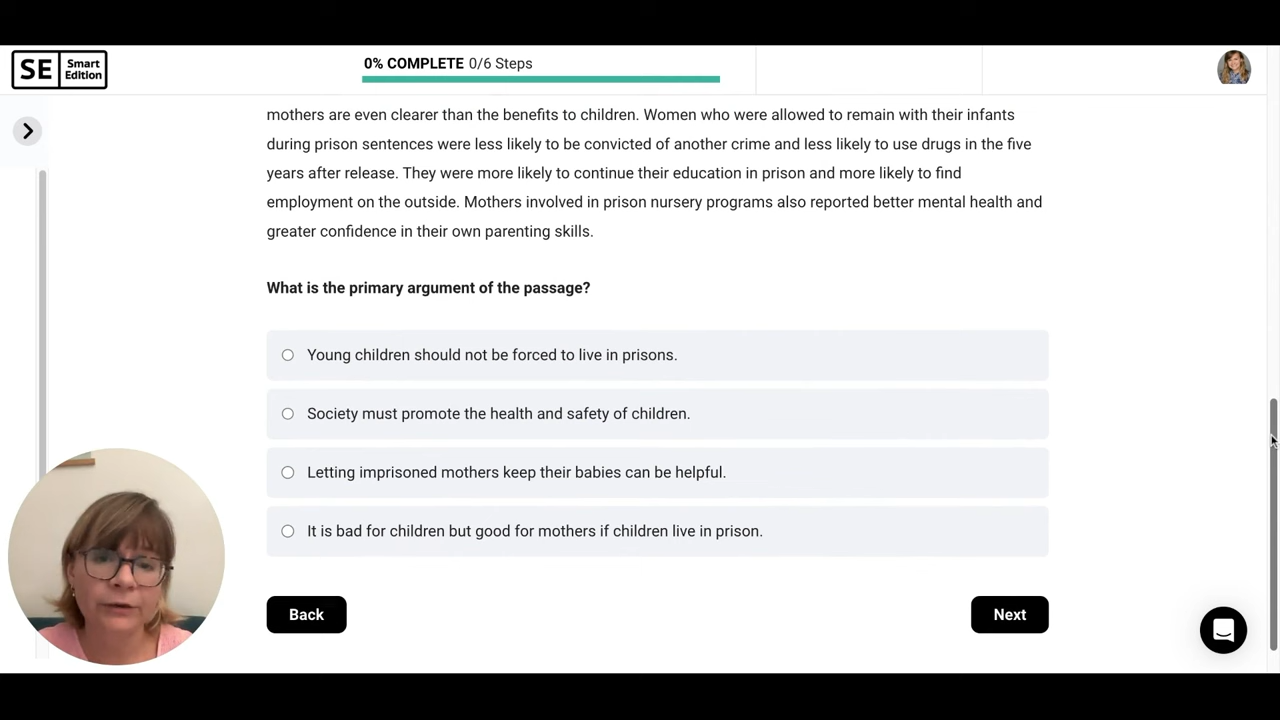 SE Smart Edition
0% COMPLETE 0/6 Steps
mothers are even clearer than the benefits to children. Women who were allowed to remain with their infants
during prison sentences were less likely to be convicted of another crime and less likely to use drugs in the five
years after release. They were more likely to continue their education in prison and more likely to find
employment on the outside. Mothers involved in prison nursery programs also reported better mental health and
greater confidence in their own parenting skills.
What is the primary argument of the passage?
Young children should not be forced to live in prisons.
Society must promote the health and safety of children.
Letting imprisoned mothers keep their babies can be helpful.
It is bad for children but good for mothers if children live in prison.
Back
Next